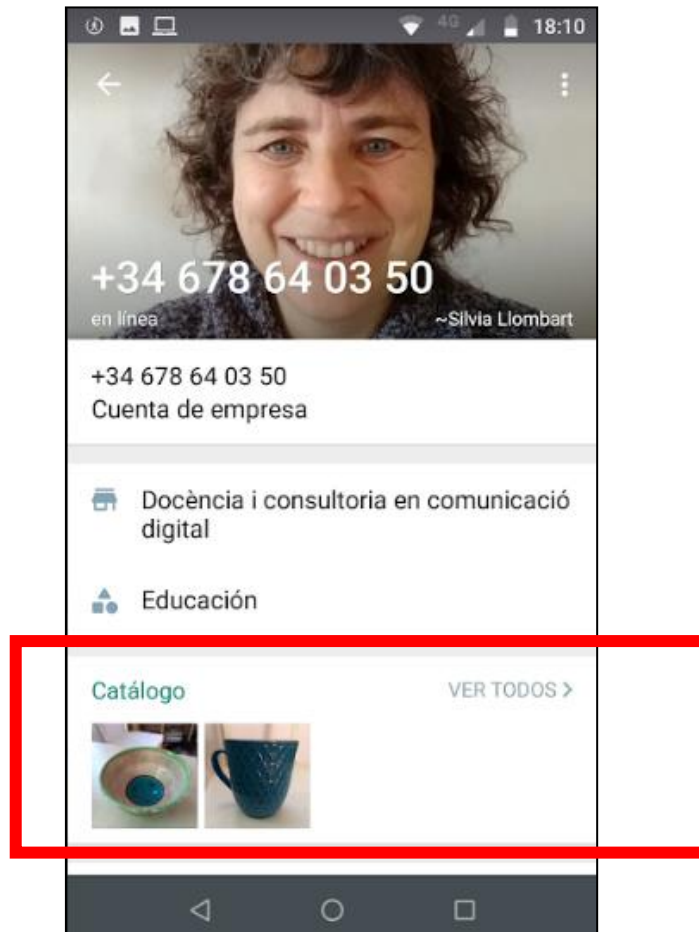 4G 18:10
+34 678 64 03 50
en línea ~Silvia Llombart
+34 678 64 03 50
Cuenta de empresa
Docència i consultoria en comunicació
digital
Educación
Catálogo VER TODOS >